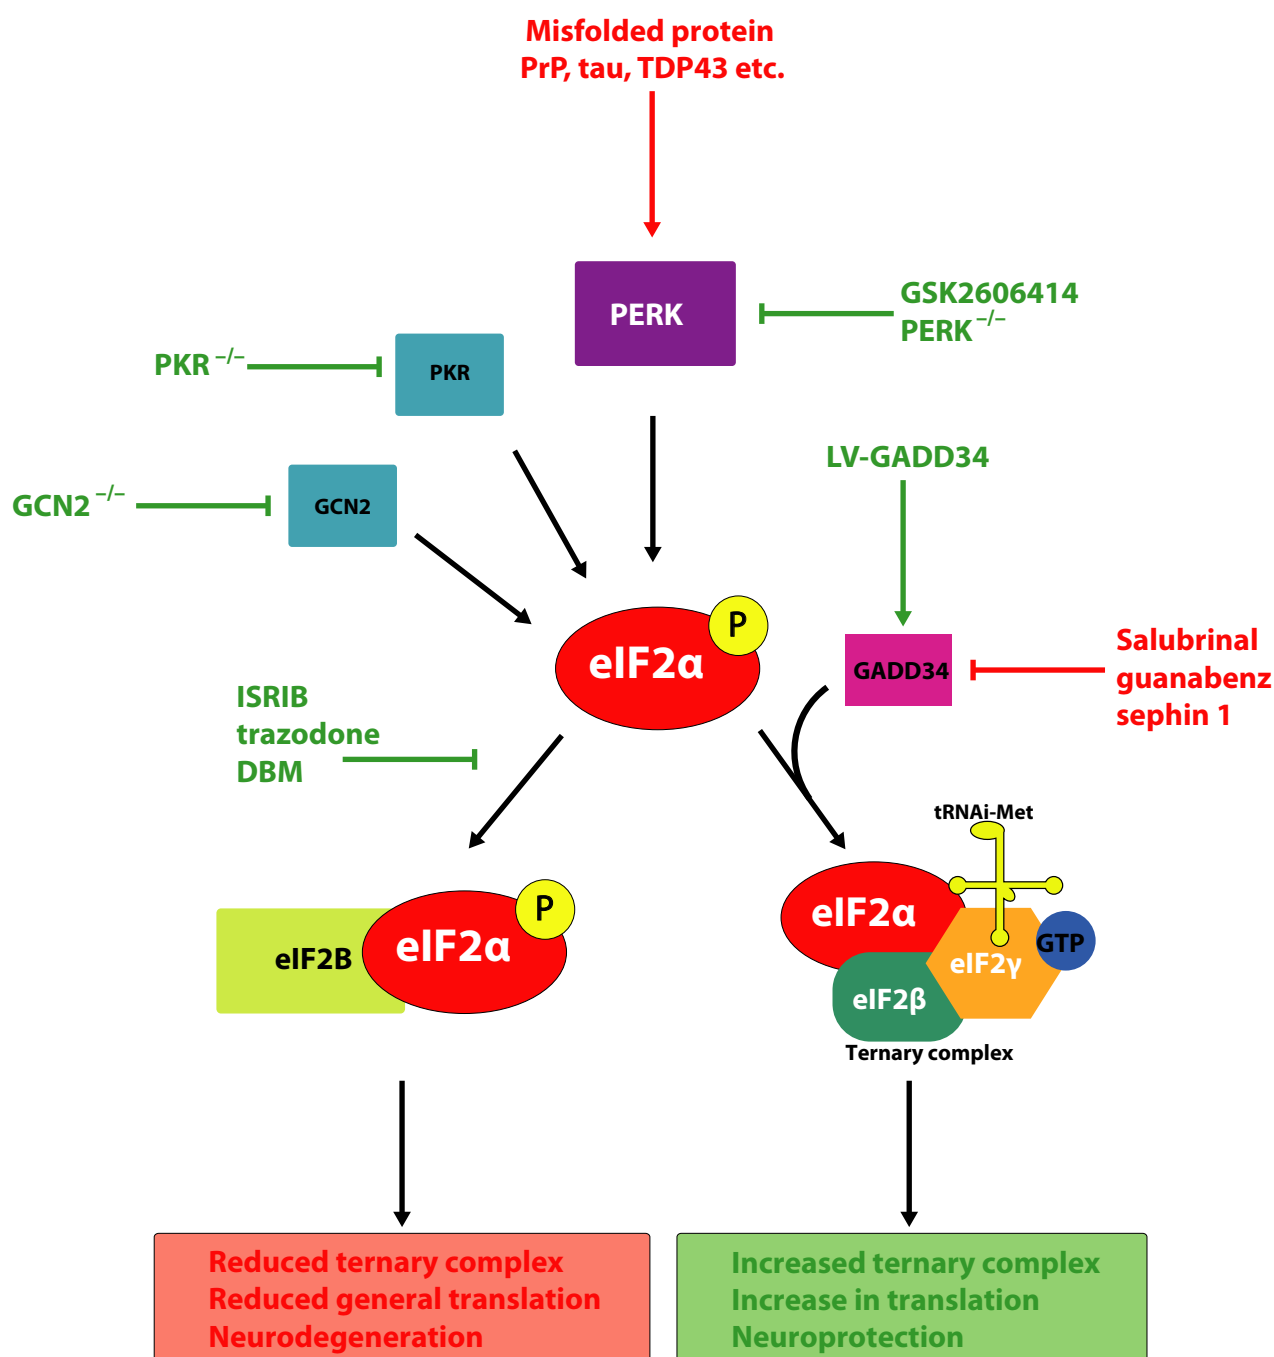 Misfolded protein
PrP, tau, TDP43 etc.
PERK
GSK2606414
PERK –/–
PKR –/–
PKR
LV-GADD34
GCN2 –/–
GCN2
P
eIF2α
GADD34
Salubrinal
guanabenz
sephin 1
ISRIB
trazodone
DBM
tRNAi-Met
P
eIF2B
eIF2α
eIF2α
GTP
eIF2γ
eIF2β
Ternary complex
Reduced ternary complex
Reduced general translation
Neurodegeneration
Increased ternary complex
Increase in translation
Neuroprotection